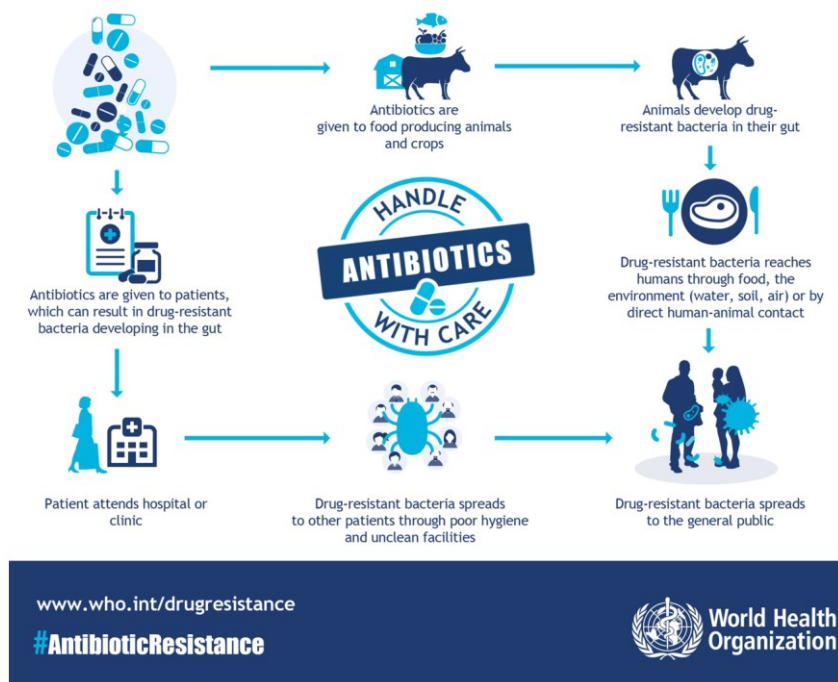 Antibiotics are
given to food producing animals
and crops
Animals develop drug-
resistant bacteria in their gut
Antibiotics are given to patients,
which can result in drug-resistant
bacteria developing in the gut
HANDLE
ANTIBIOTICS
WITH CARE
Drug-resistant bacteria reaches
humans through food, the
environment (water, soil, air) or by
direct human-animal contact
Patient attends hospital or
clinic
Drug-resistant bacteria spreads
to other patients through poor hygiene
and unclean facilities
Drug-resistant bacteria spreads
to the general public
www.who.int/drugresistance
#AntibioticResistance
World Health
Organization